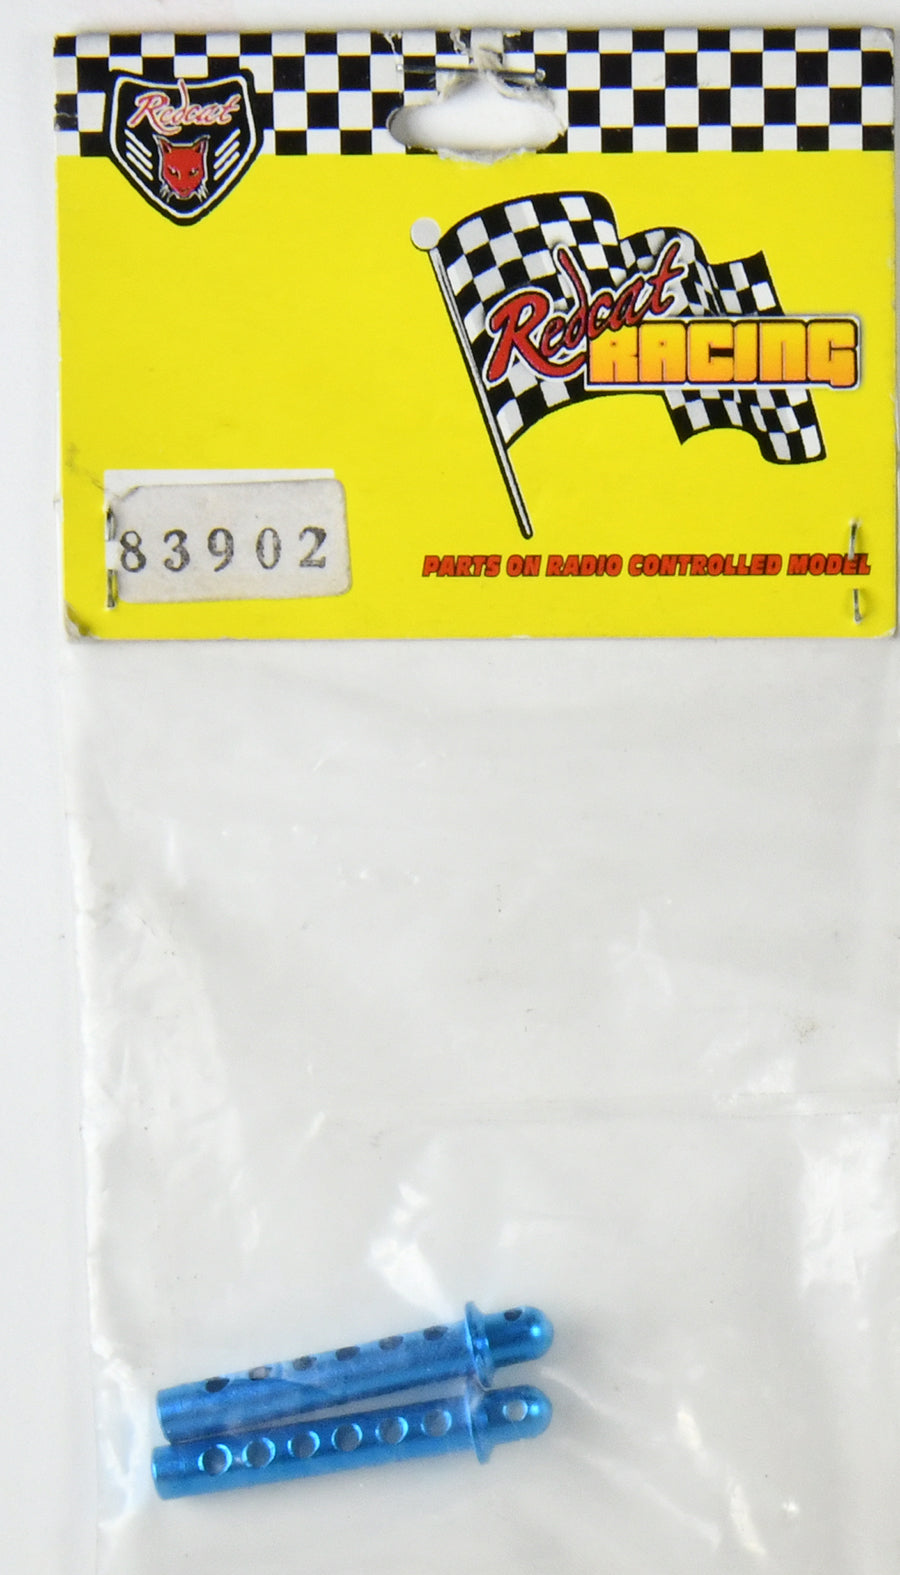 Redcat
Redcat
RACING
83902
PARTS ON RADIO CONTROLLED MODEL